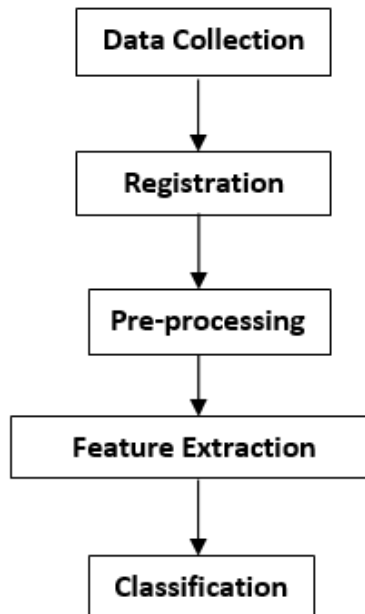 Data Collection
Registration
Pre-processing
Feature Extraction
Classification